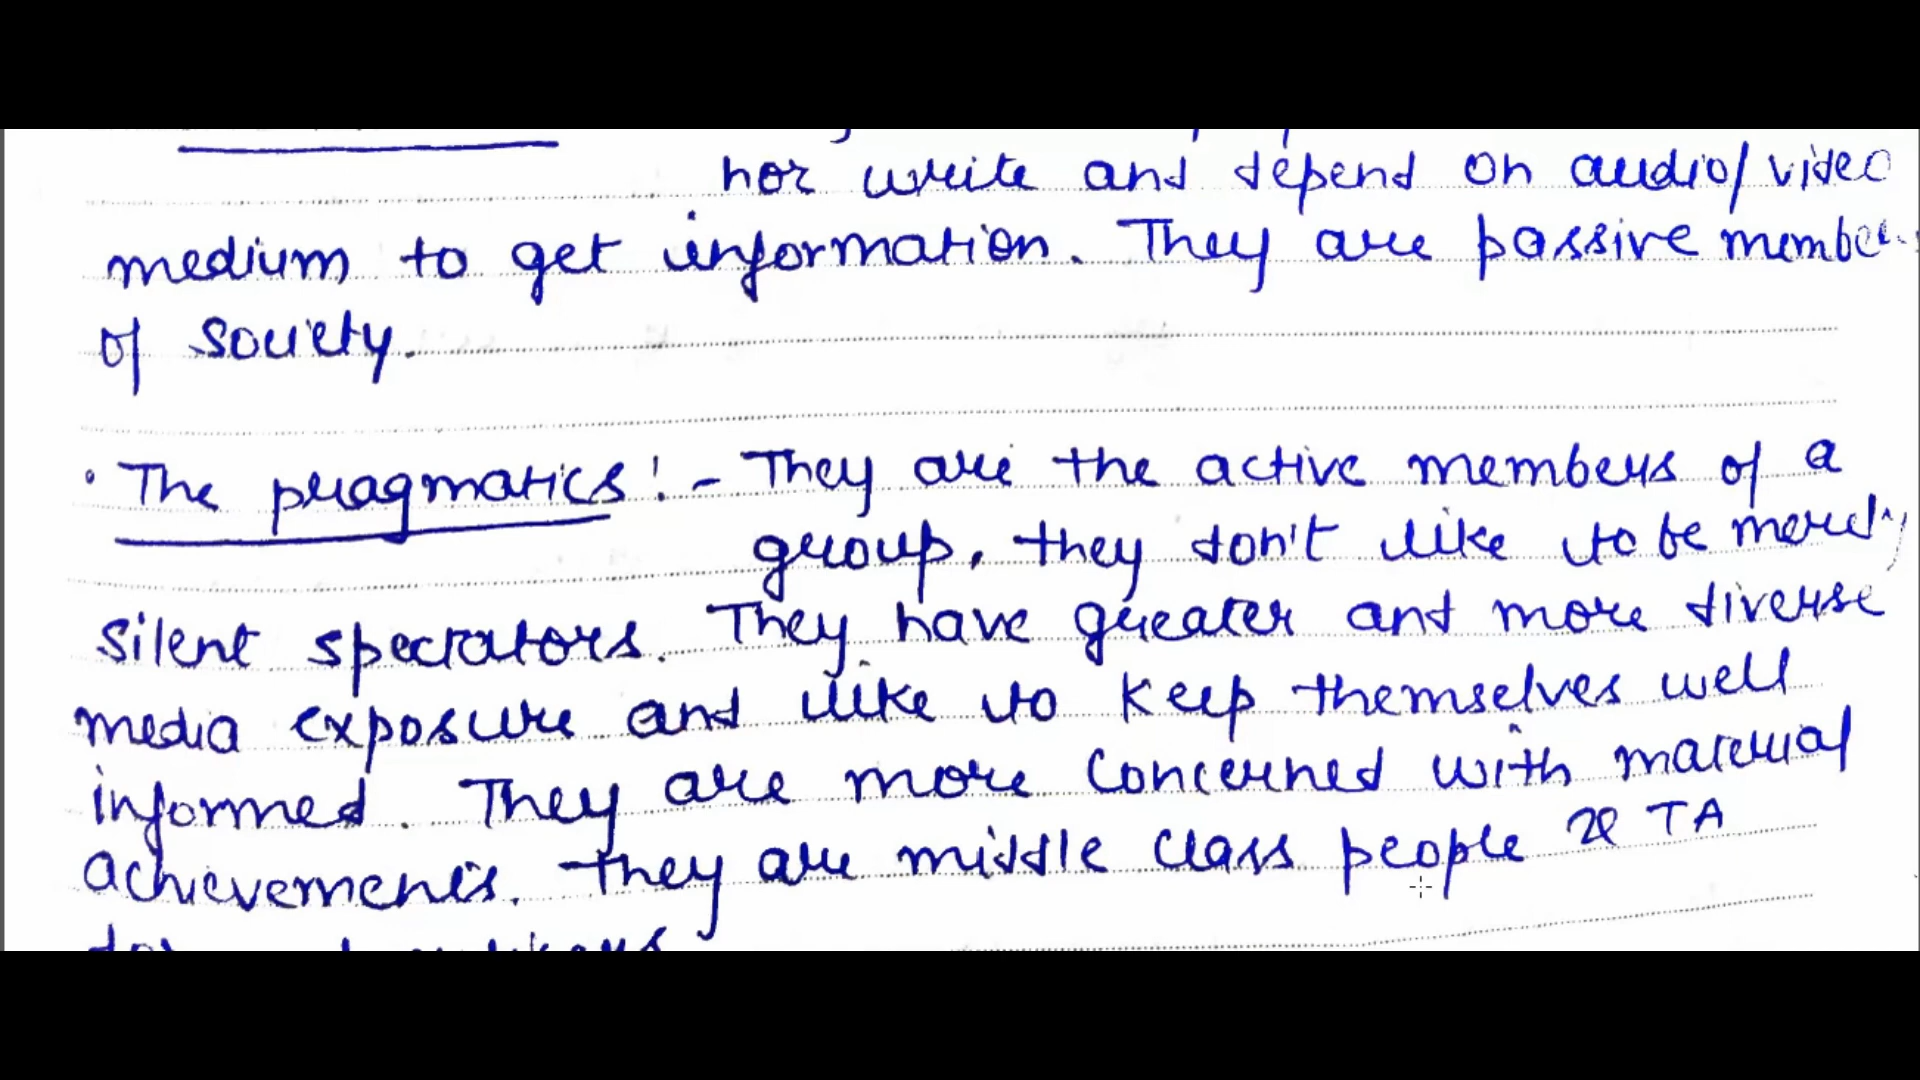 nor write and depend on audio/video
medium to get information. They are passive members
of society.
• The pragmatics :- They are the active members of a
group, they don't like to be merely
silent spectators. They have greater and more diverse
media exposure and like to keep themselves well
informed. They are more concerned with material
achievements. they are middle class people TA